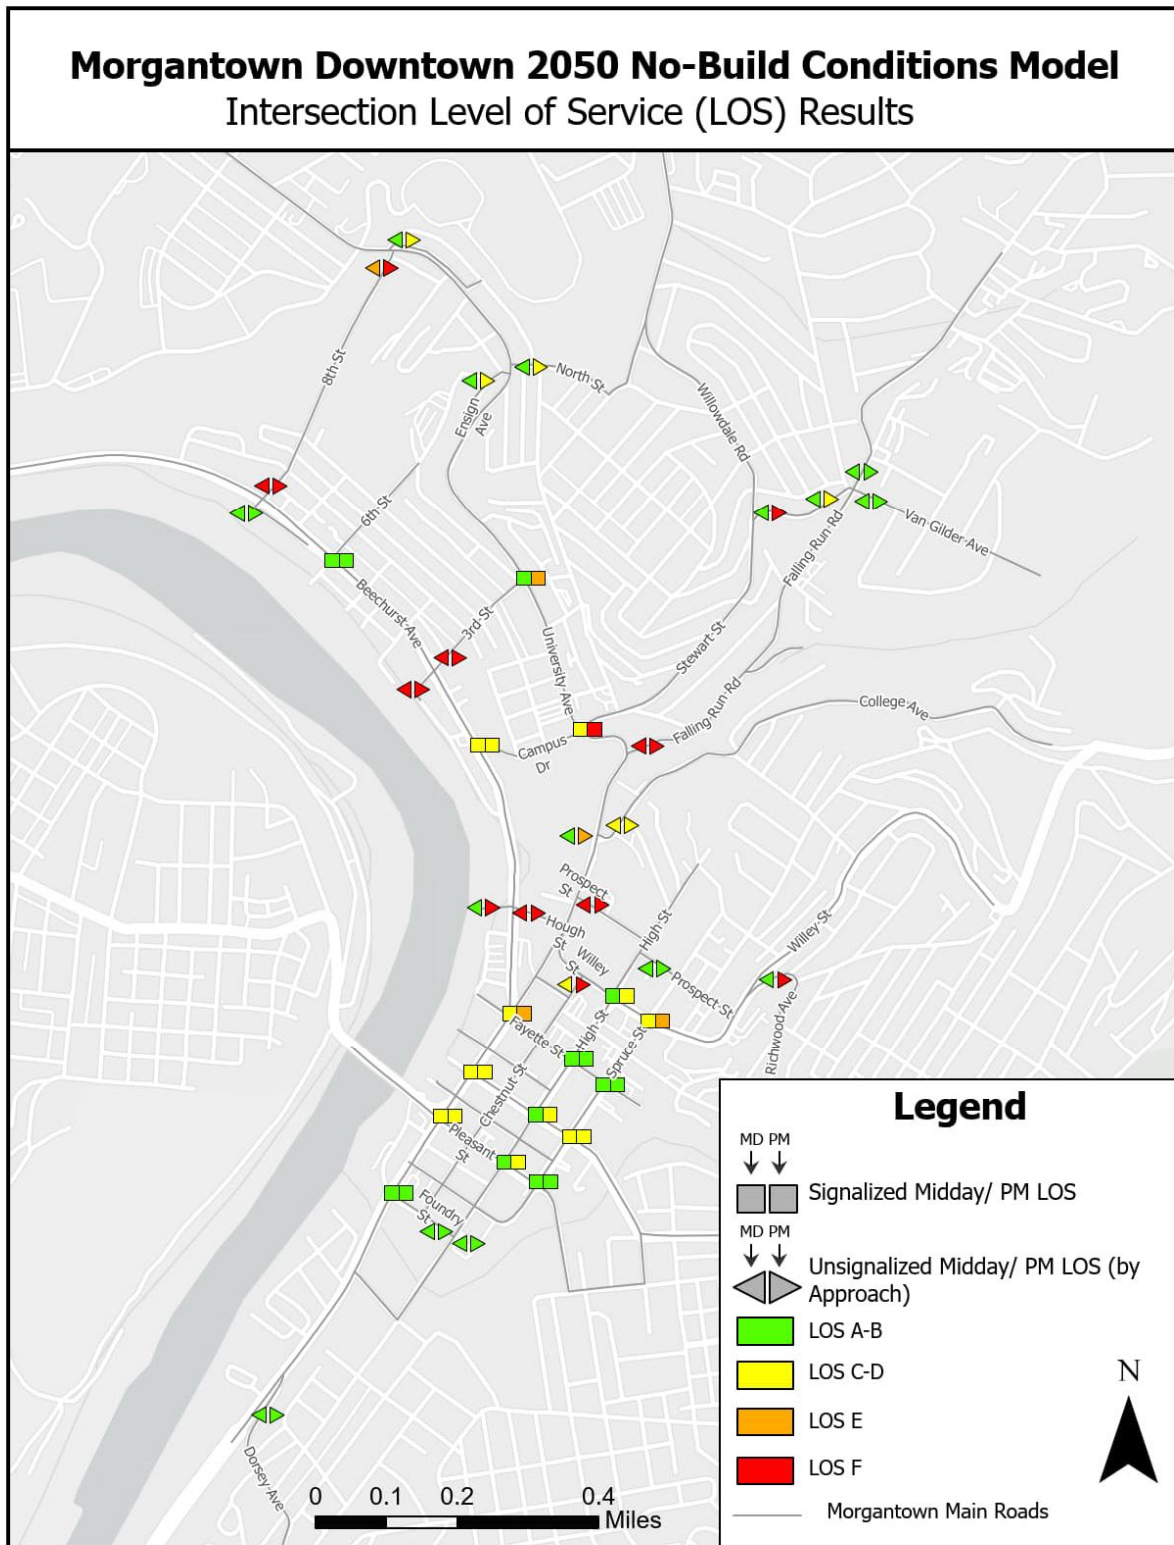 Morgantown Downtown 2050 No-Build Conditions Model
Intersection Level of Service (LOS) Results
8th St
North St
Ensign
Ave
Willowdale Rd
6th St
Van Gilder Ave
Falling Run Rd
Beechurst Ave
3rd St
University Ave
Stewart St
Falling Run Rd
College Ave
Campus
Dr
Prospect
St
High St
Hough
St
Willey
St
Willey St
Prospect St
Richwood Ave
Fayette St
High St
Spruce St
Chestnut St
Pleasant
St
Foundry
St
Dorsey Ave
Legend
MD PM
Signalized Midday/ PM LOS
MD PM
Unsignalized Midday/ PM LOS (by
Approach)
LOS A-B
LOS C-D
LOS E
LOS F
Morgantown Main Roads
N
0 0.1 0.2 0.4
Miles